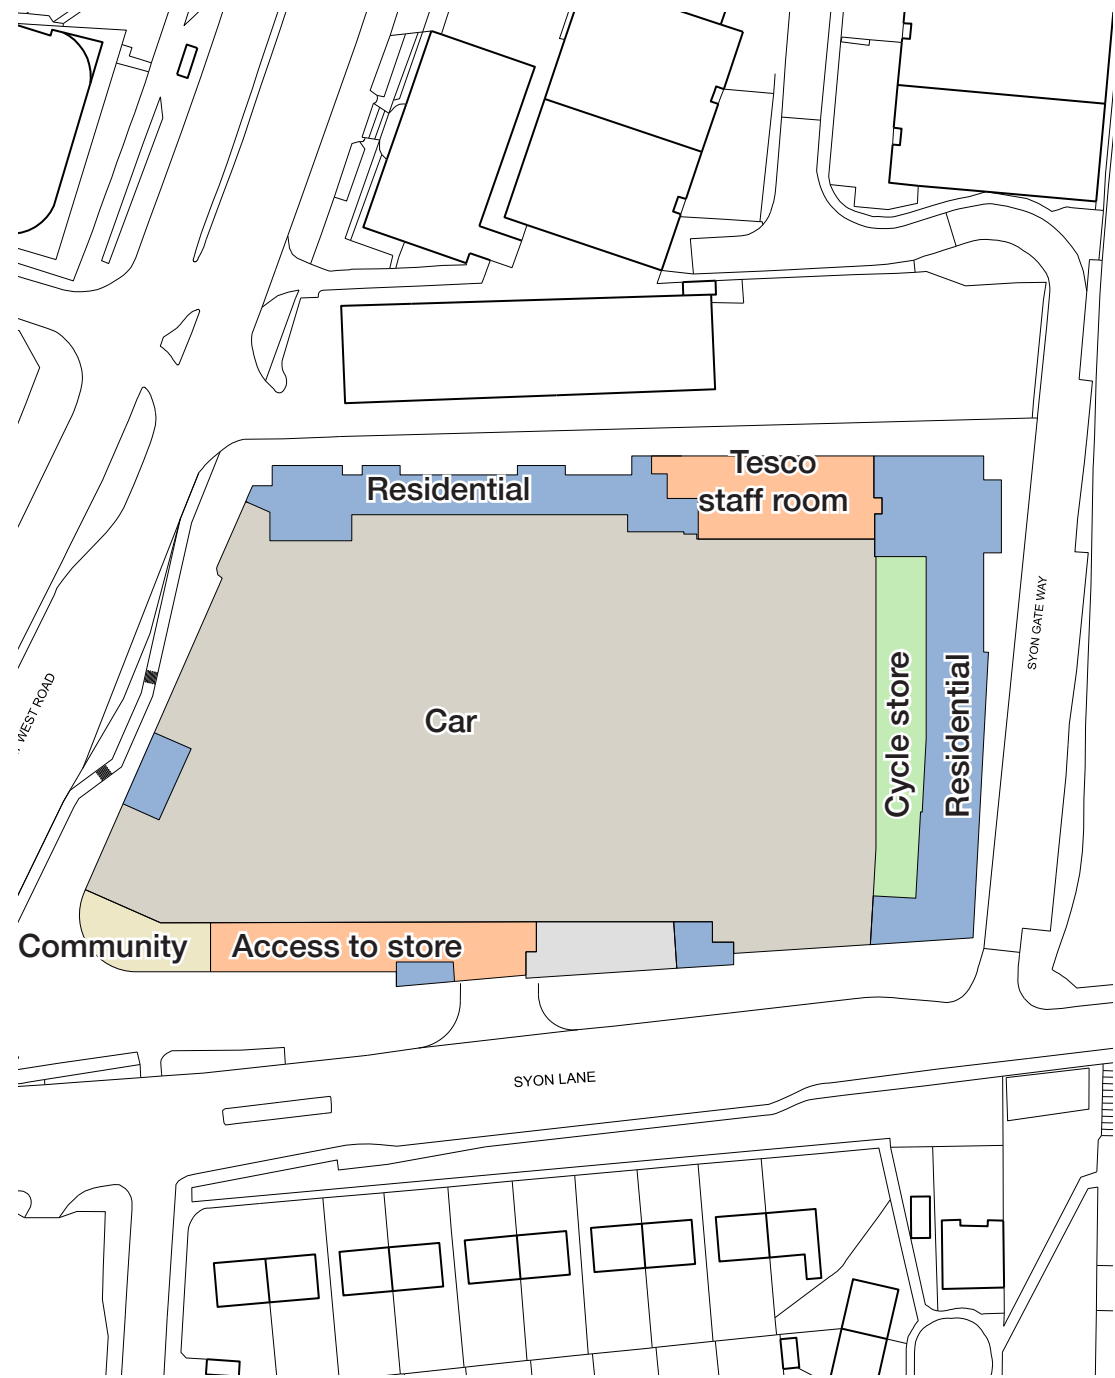 Residential
Tesco
staff room
SYON GATE WAY
WEST ROAD
Car
Cycle store
Residential
Community
Access to store
SYON LANE